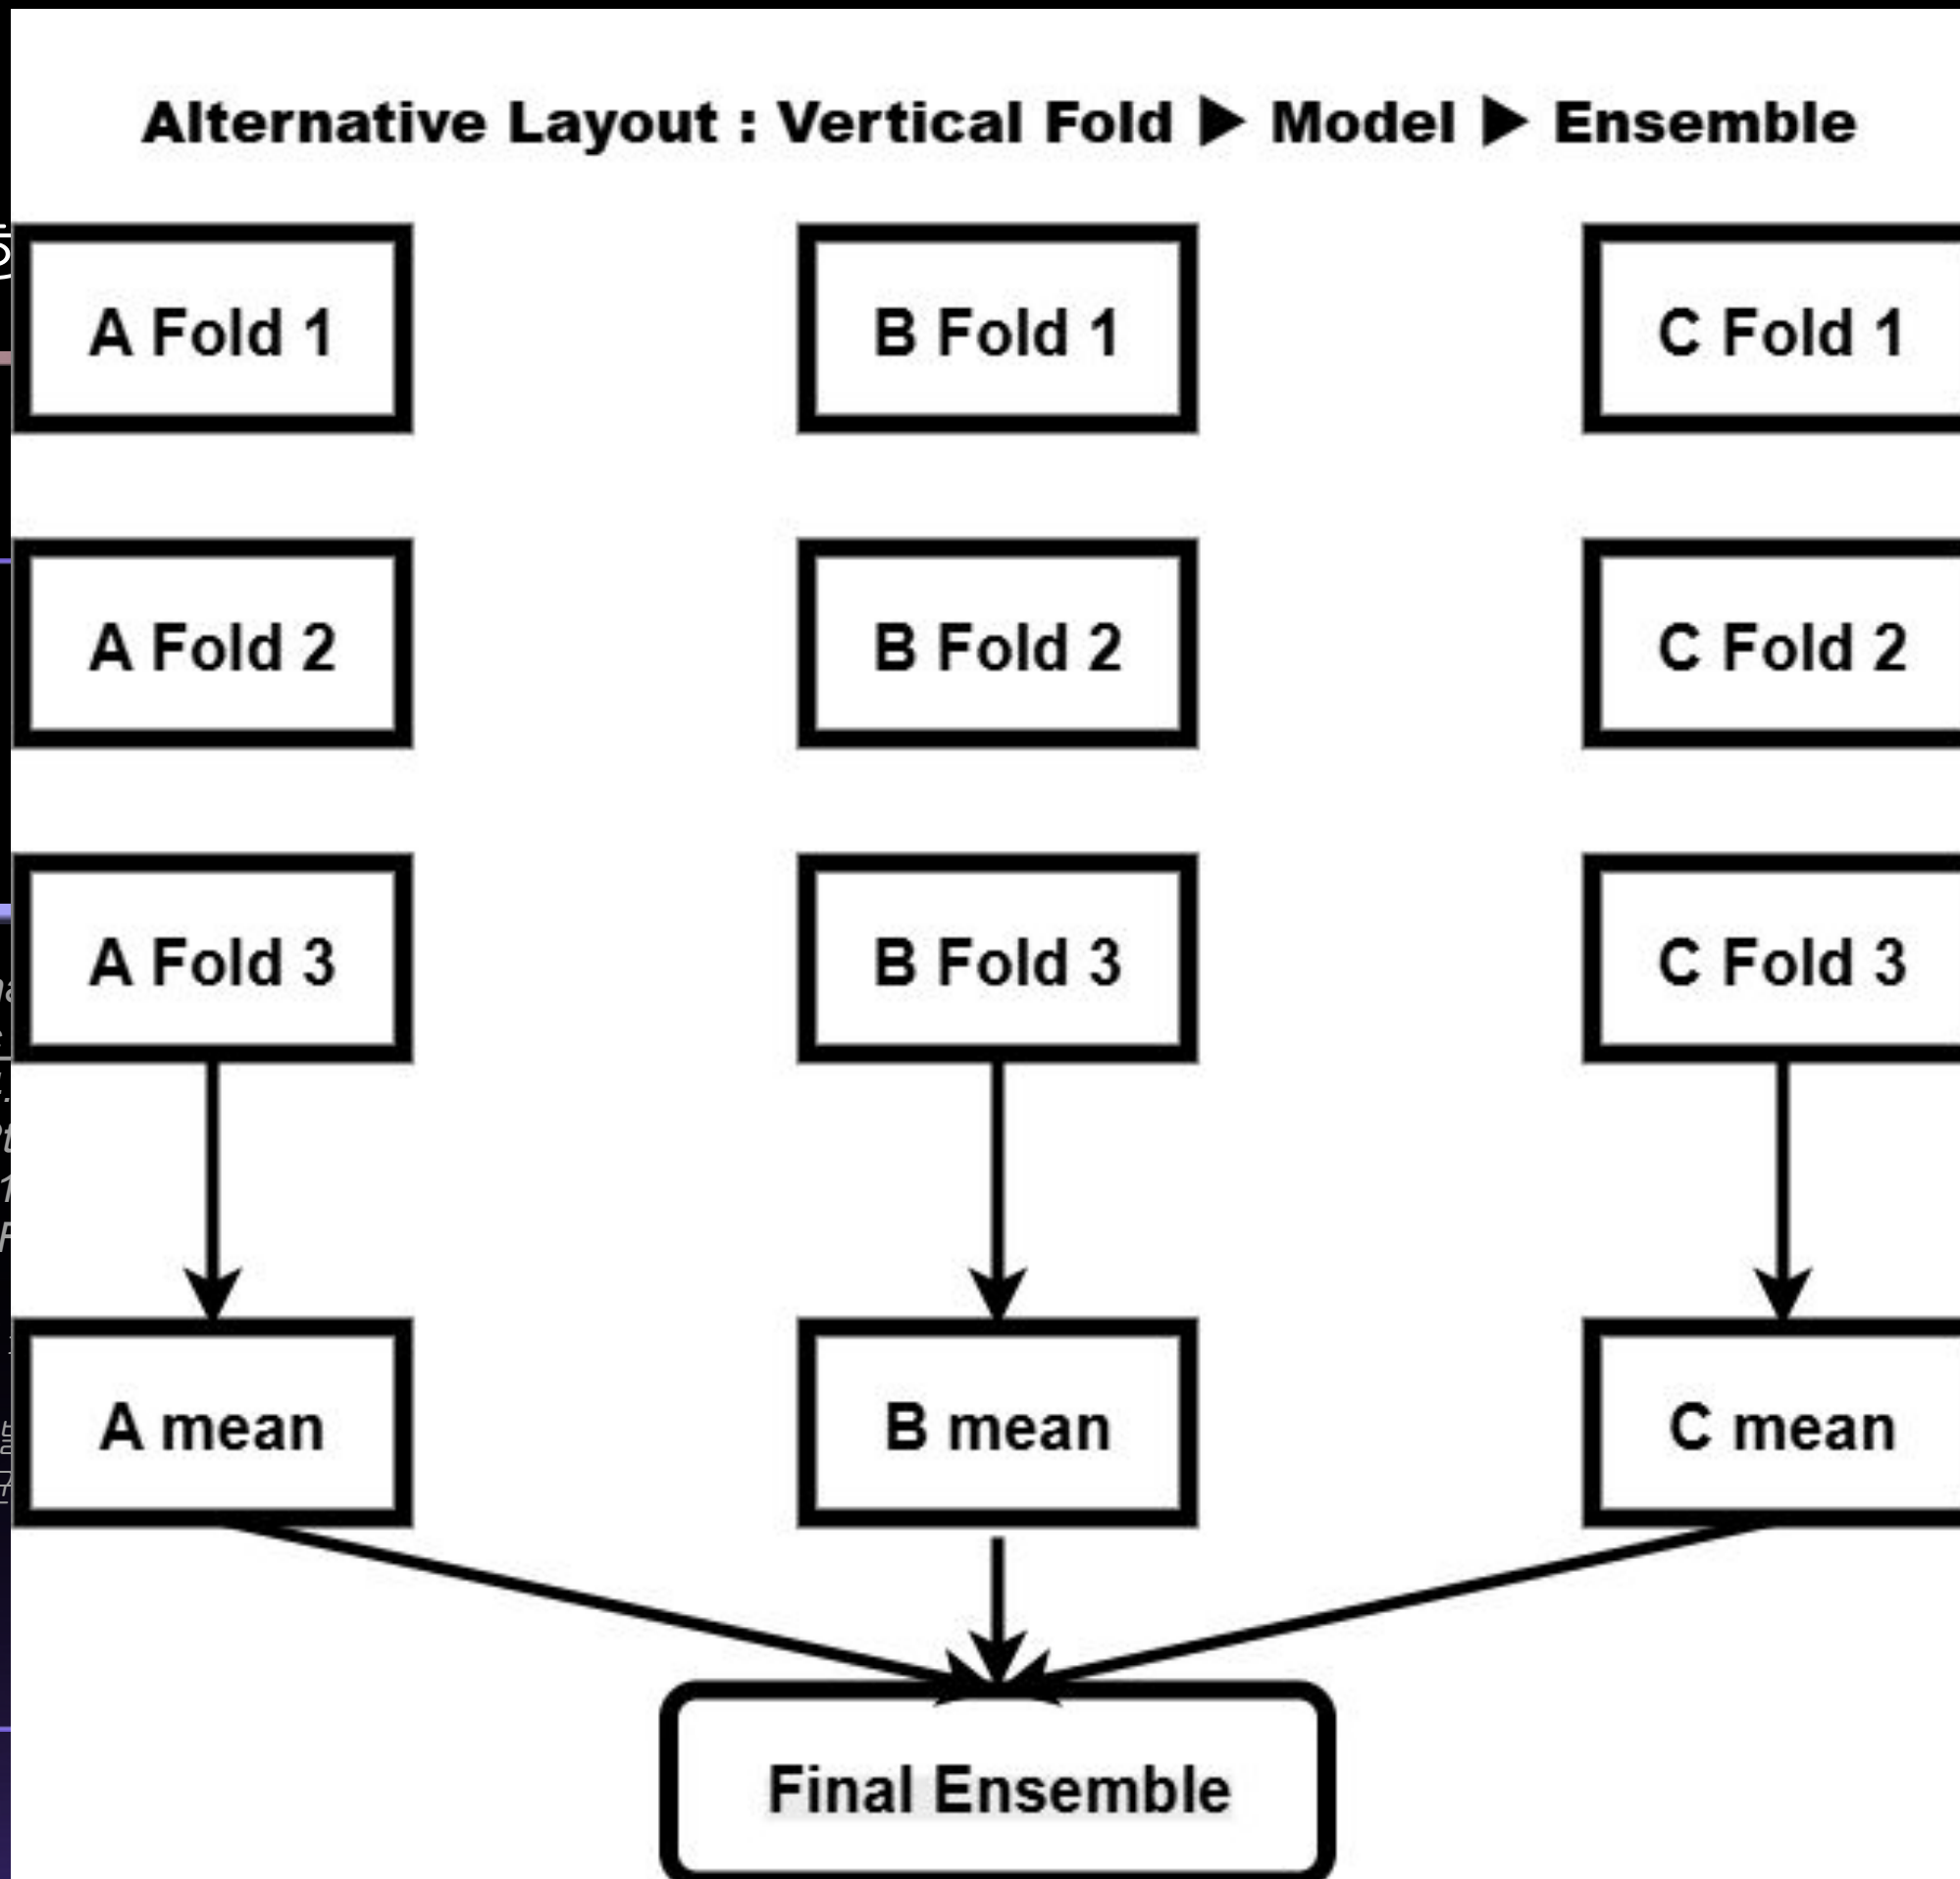 Alternative Layout : Vertical Fold ▶ Model ▶ Ensemble
A Fold 1
B Fold 1
C Fold 1
A Fold 2
B Fold 2
C Fold 2
A Fold 3
B Fold 3
C Fold 3
A mean
B mean
C mean
Final Ensemble